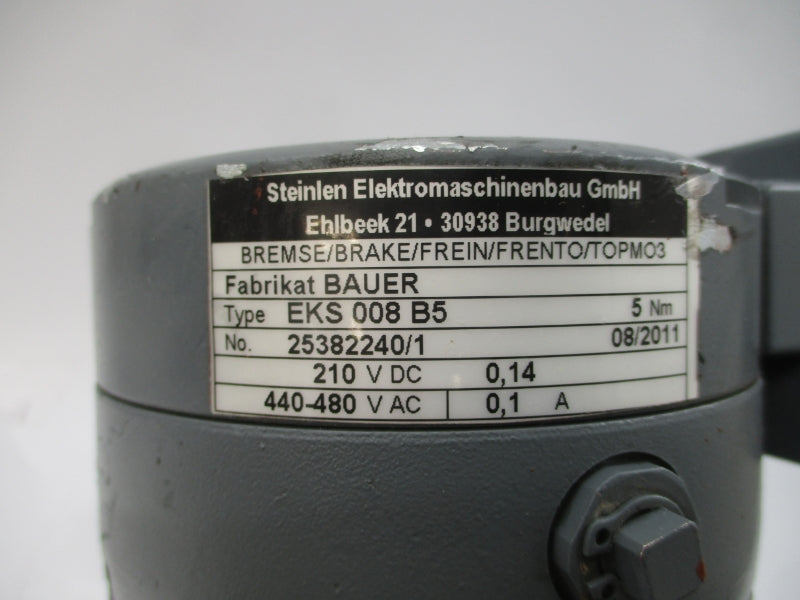 Steinlen Elektromaschinenbau GmbH
Ehlbeek 21 • 30938 Burgwedel
BREMSE/BRAKE/FREIN/FRENTO/TOPMO3
Fabrikat BAUER
Type EKS 008 B5 5 Nm
No. 25382240/1 08/2011
210 V DC 0,14
440-480 V AC 0,1 A